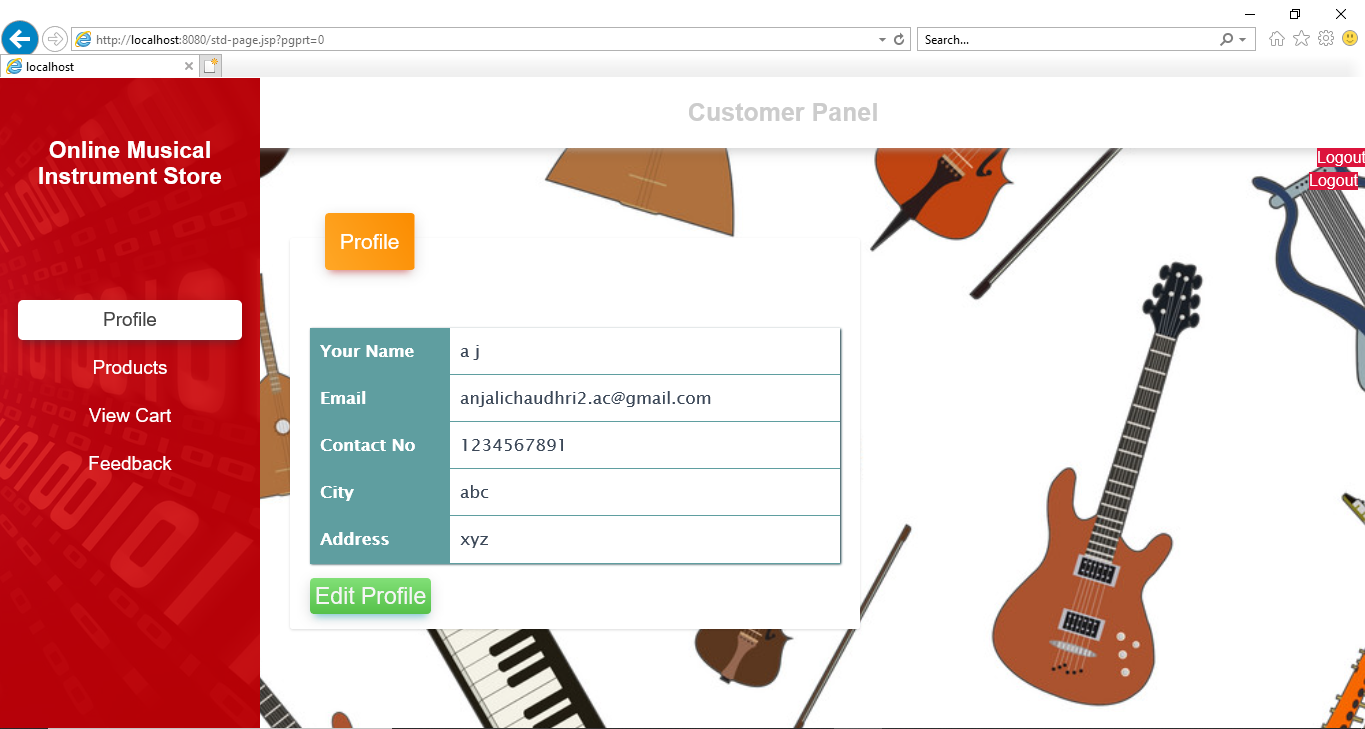 http://localhost:8080/std-page.jsp?pgprt=0
Search...
localhost
Customer Panel
Online Musical
Instrument Store
Logout
Logout
Profile
Products
View Cart
Feedback
Profile
Your Name a j
Email anjalichaudhri2.ac@gmail.com
Contact No 1234567891
City abc
Address xyz
Edit Profile